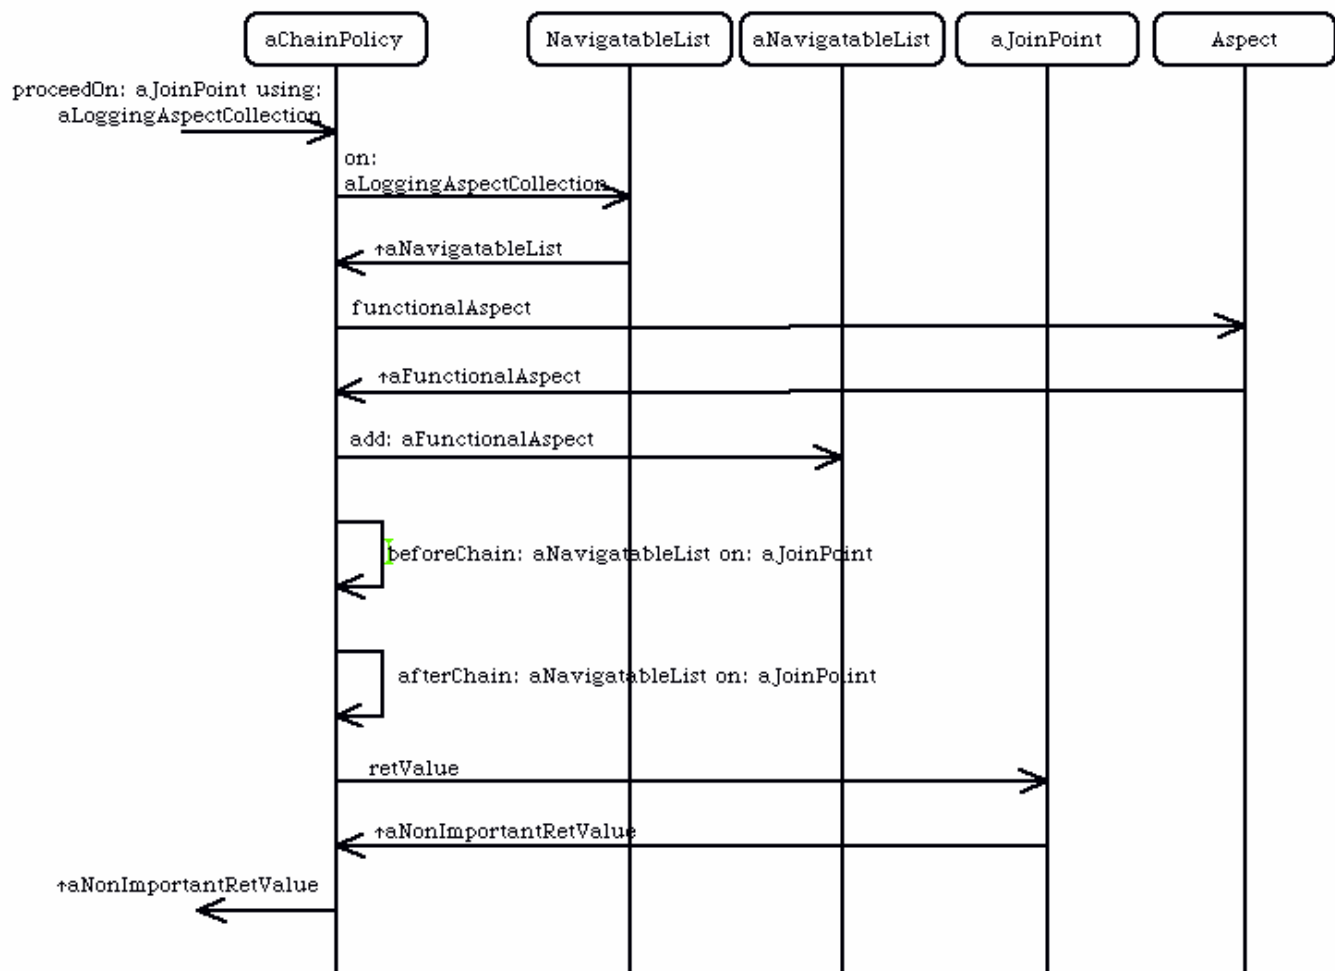 aChainPolicy
NavigatableList
aNavigatableList
aJoinPoint
Aspect
proceedOn: aJoinPoint using:
aLoggingAspectCollection
on:
aLoggingAspectCollection
↑aNavigatableList
functionalAspect
↑aFunctionalAspect
add: aFunctionalAspect
beforeChain: aNavigatableList on: aJoinPoint
afterChain: aNavigatableList on: aJoinPoint
retValue
↑aNonImportantRetValue
↑aNonImportantRetValue